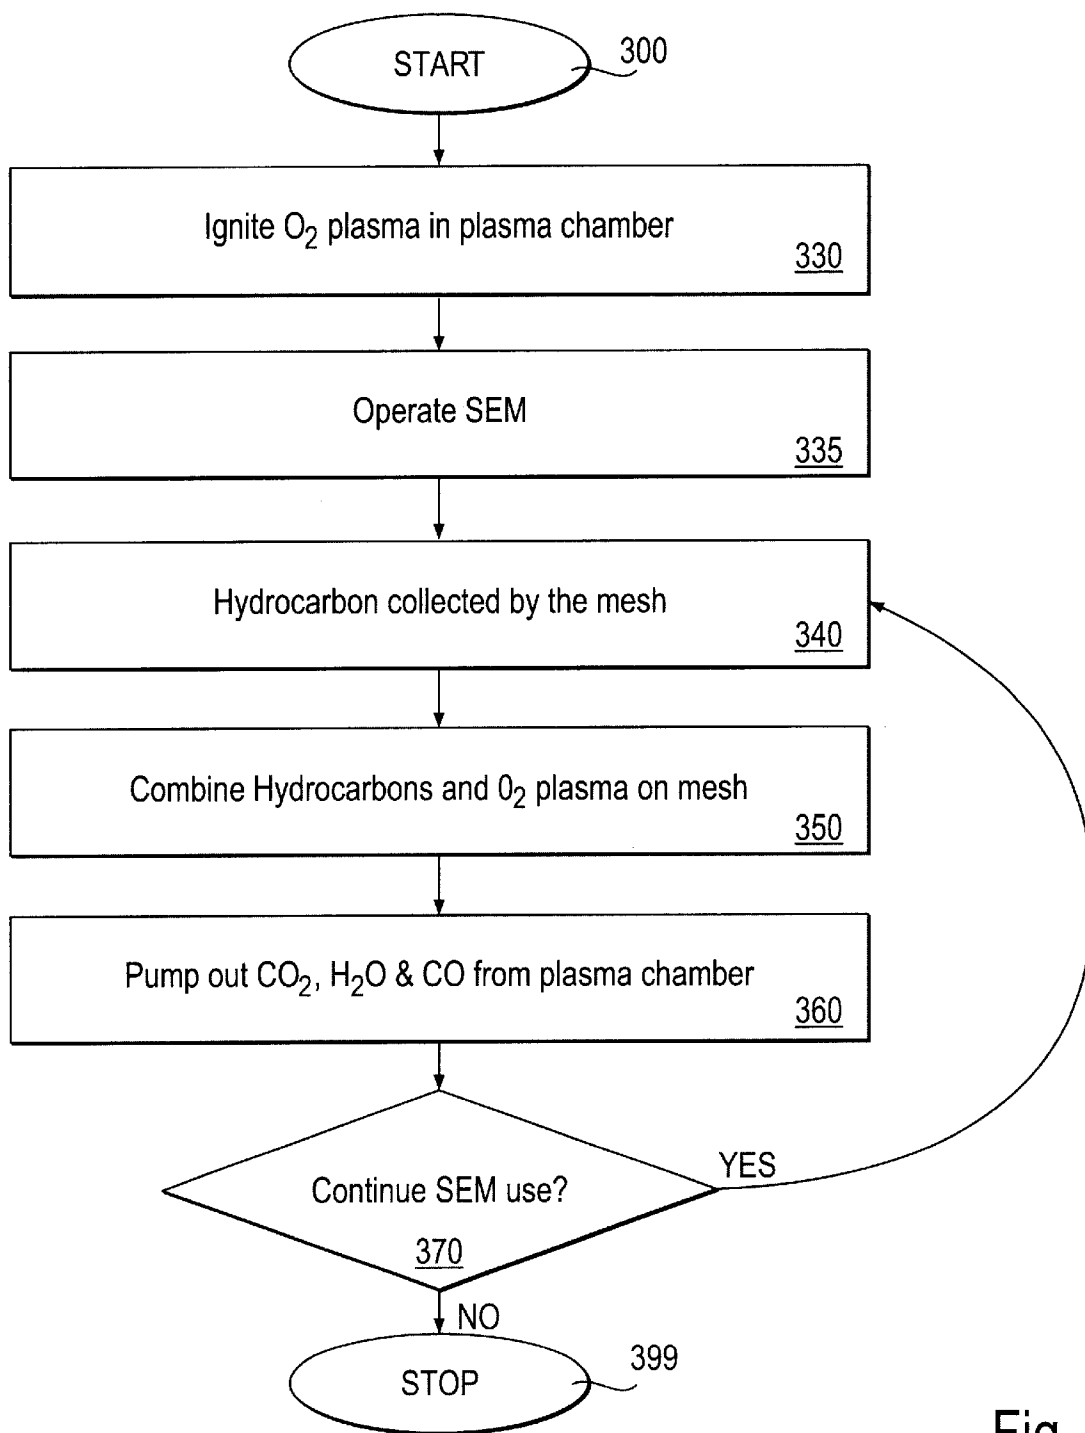 START
300
Ignite O₂ plasma in plasma chamber
330
Operate SEM
335
Hydrocarbon collected by the mesh
340
Combine Hydrocarbons and 0₂ plasma on mesh
350
Pump out CO₂, H₂O & CO from plasma chamber
360
Continue SEM use?
370
YES
NO
STOP
399
Fig